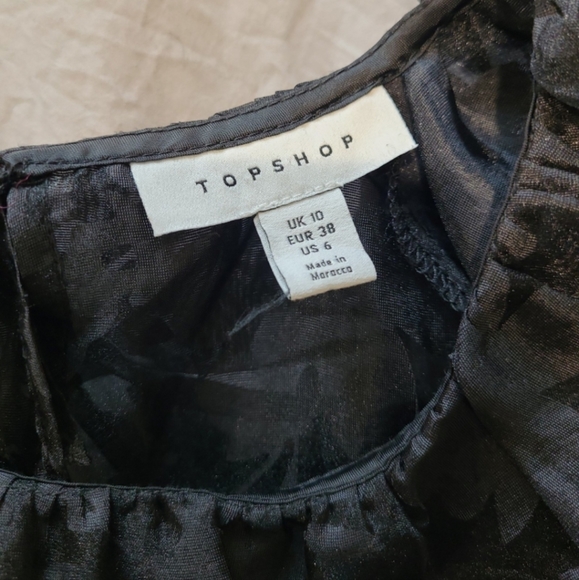 TOPSHOP
UK 10
EUR 38
US 6
Made in
Morocco